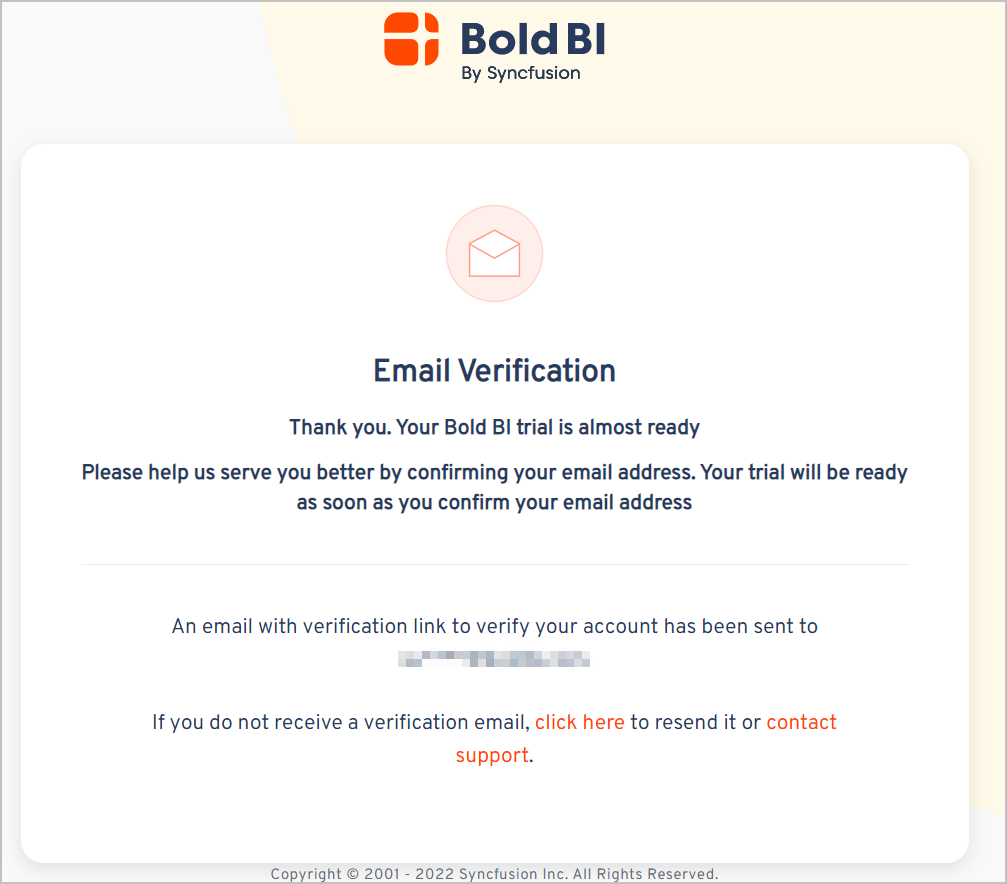 Bold BI
By Syncfusion
Email Verification
Thank you. Your Bold BI trial is almost ready
Please help us serve you better by confirming your email address. Your trial will be ready
as soon as you confirm your email address
An email with verification link to verify your account has been sent to
If you do not receive a verification email, click here to resend it or contact
support.
Copyright © 2001 - 2022 Syncfusion Inc. All Rights Reserved.